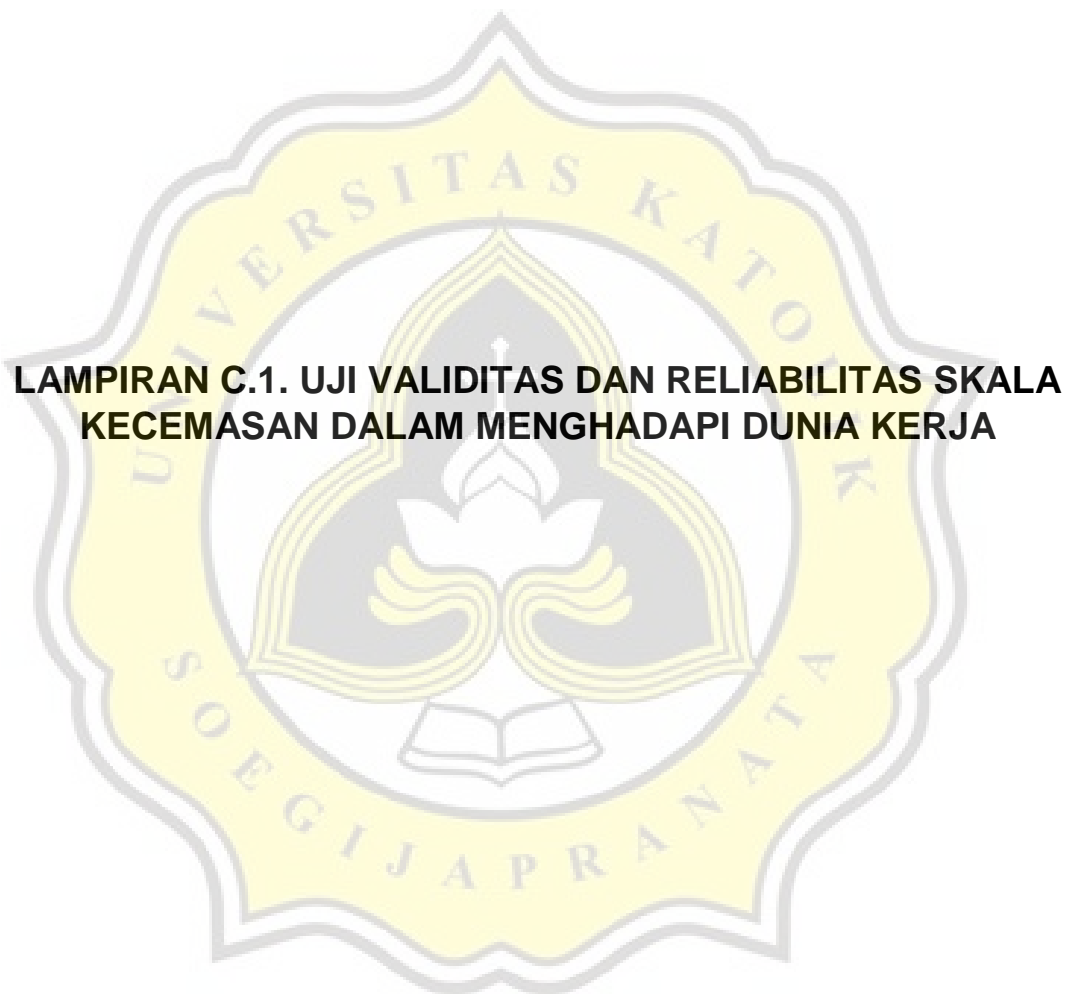 UNIVERSITAS KATOLIK
LAMPIRAN C.1. UJI VALIDITAS DAN RELIABILITAS SKALA
KECEMASAN DALAM MENGHADAPI DUNIA KERJA
SOEGIJAPRANATA